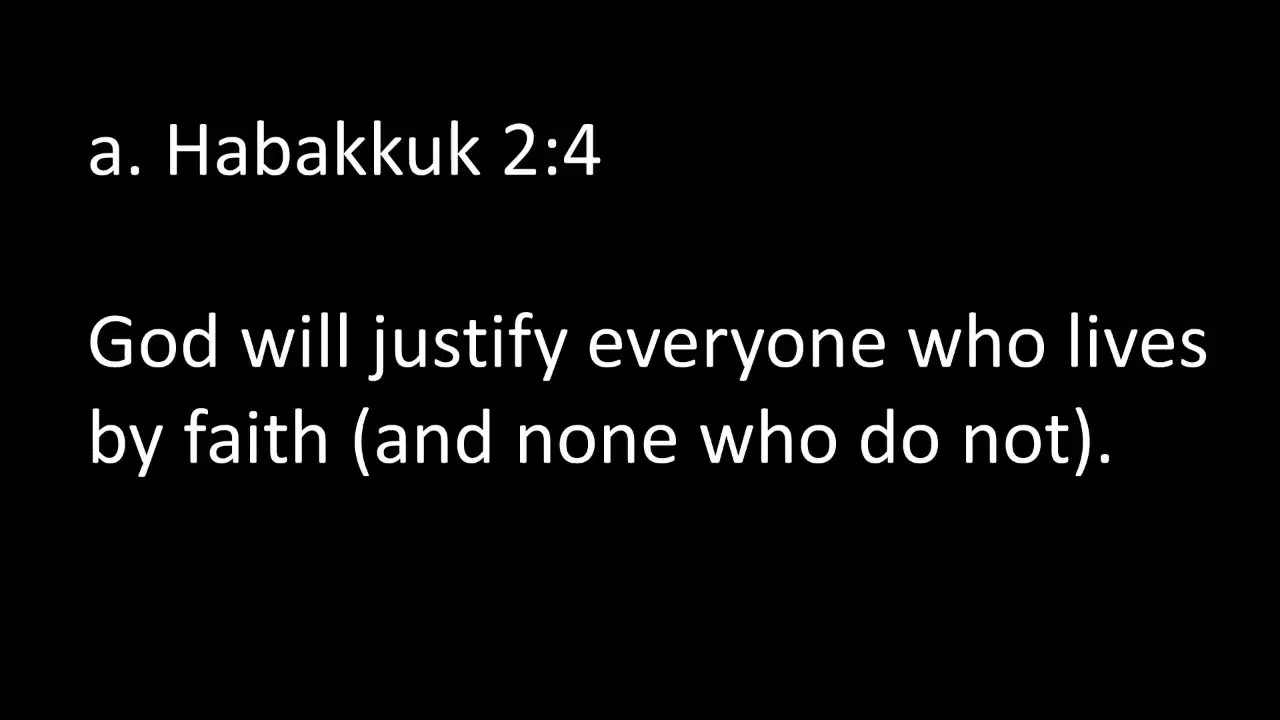 a. Habakkuk 2:4
God will justify everyone who lives
by faith (and none who do not).